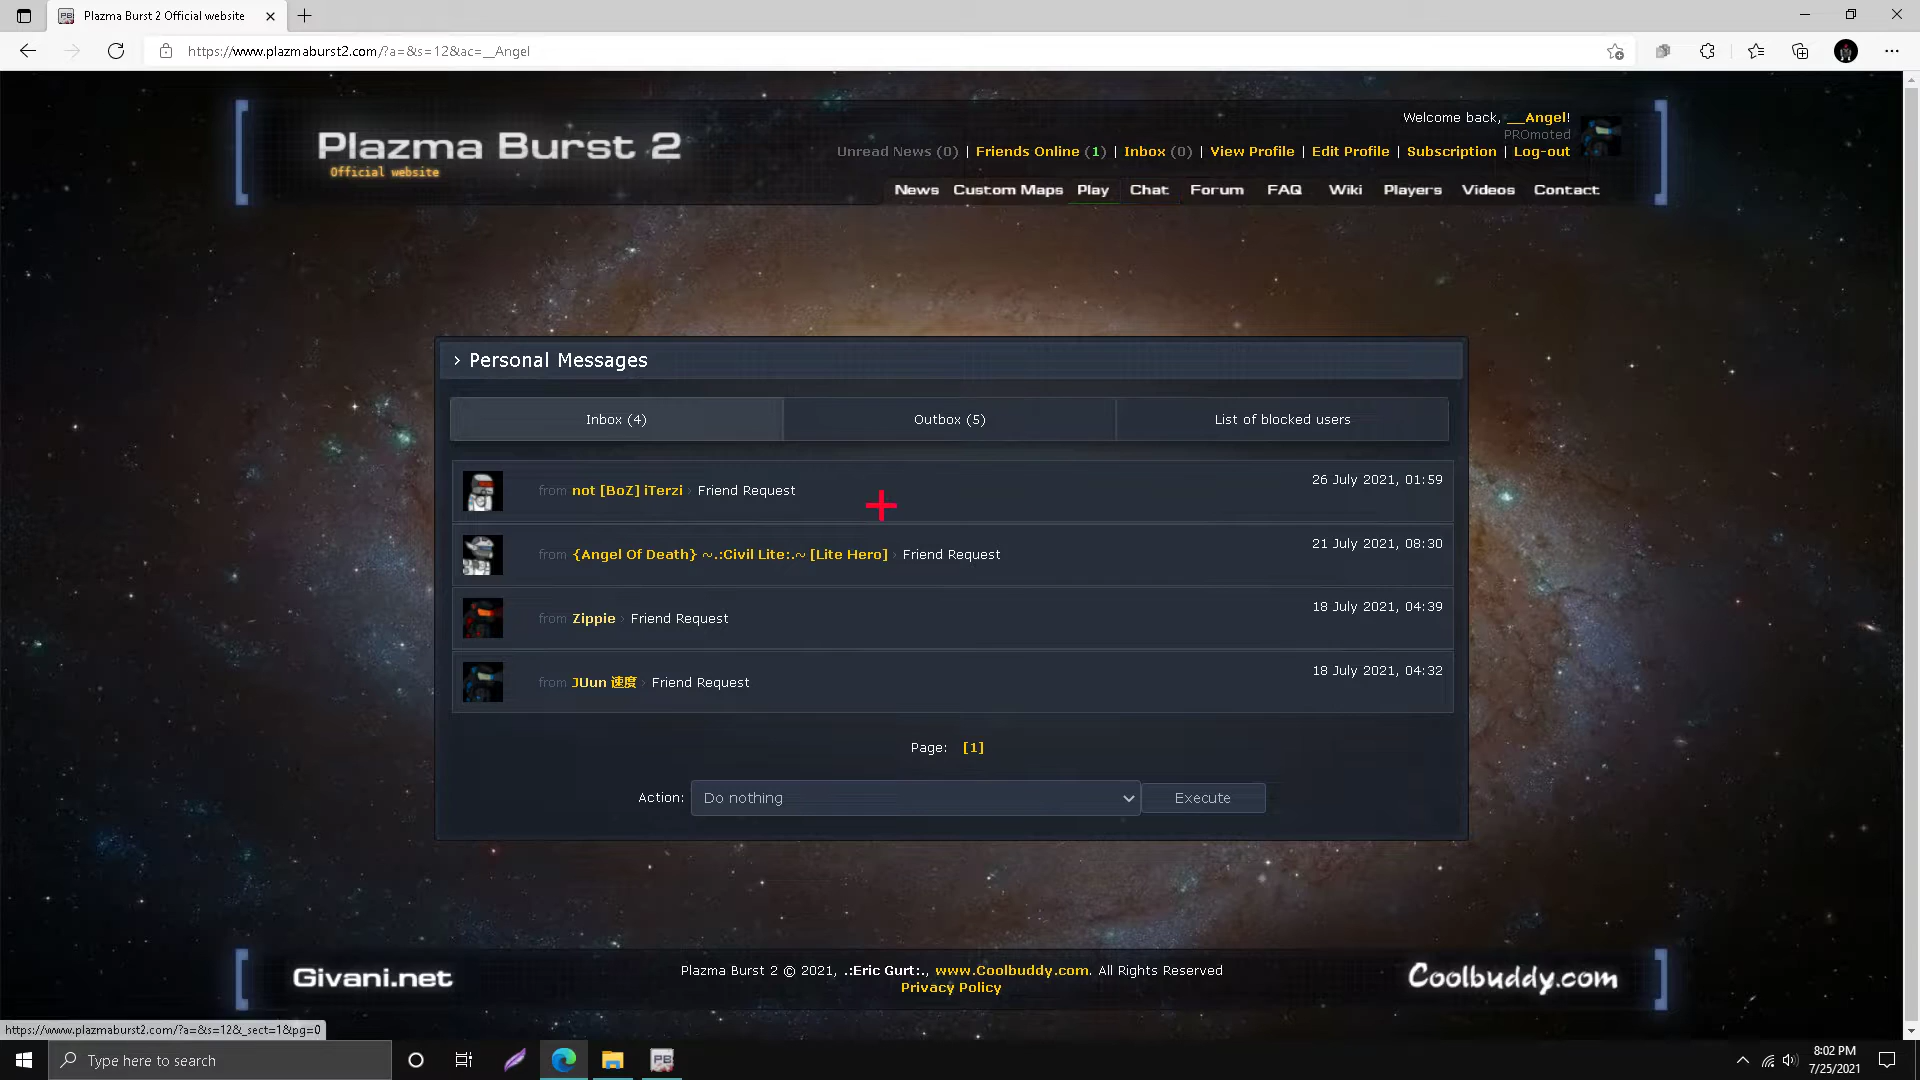 Plazma Burst 2 Official website
https://www.plazmaburst2.com/?a=&s=12&ac=__Angel
Plazma Burst 2
Official website
Welcome back, __Angel!
PROmoted
Unread News (0) | Friends Online (1) | Inbox (0) | View Profile | Edit Profile | Subscription | Log-out
News Custom Maps Play Chat Forum FAQ Wiki Players Videos Contact
› Personal Messages
Inbox (4) Outbox (5) List of blocked users
from not [BoZ] iTerzi › Friend Request 26 July 2021, 01:59
from {Angel Of Death} ~.:Civil Lite:.~ [Lite Hero] › Friend Request 21 July 2021, 08:30
from Zippie › Friend Request 18 July 2021, 04:39
from JUun 速度 › Friend Request 18 July 2021, 04:32
Page: [1]
Action: Do nothing Execute
Givani.net
Plazma Burst 2 © 2021, .:Eric Gurt:., www.Coolbuddy.com. All Rights Reserved
Privacy Policy
Coolbuddy.com
https://www.plazmaburst2.com/?a=&s=12&_sect=1&pg=0
Type here to search
PB
8:02 PM
7/25/2021